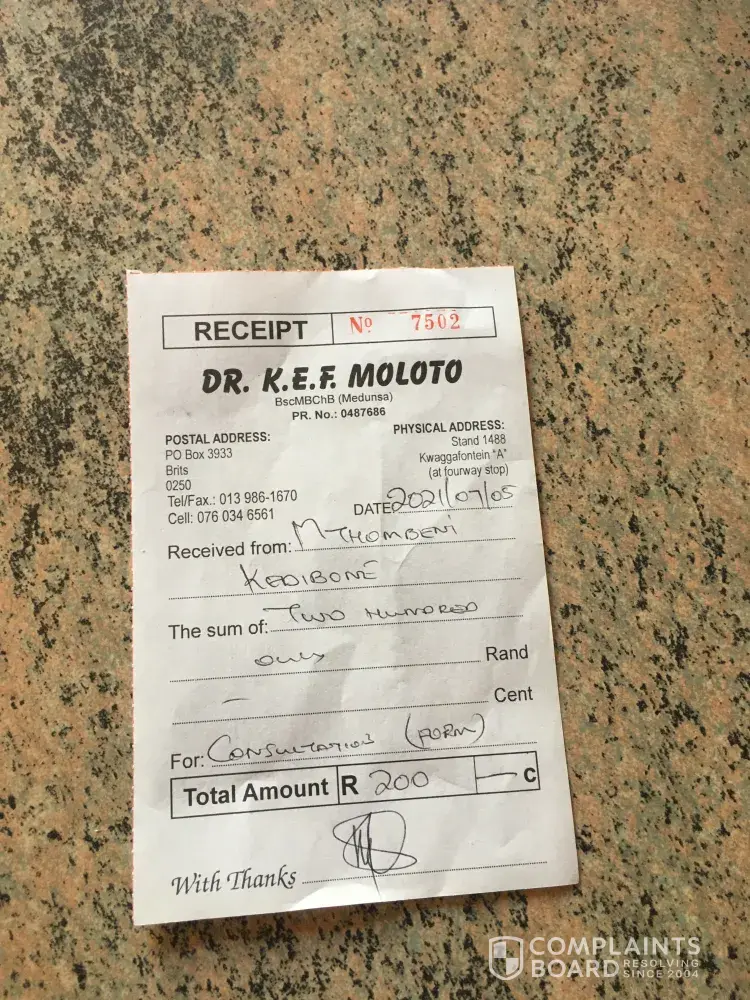 RECEIPT Nº 7502
DR. K.E.F. MOLOTO
BscMBChB (Medunsa)
PR. No.: 0487686
POSTAL ADDRESS:
PO Box 3933
Brits
0250
Tel/Fax.: 013 986-1670
Cell: 076 034 6561
PHYSICAL ADDRESS:
Stand 1488
Kwaggafontein "A"
(at fourway stop)
DATE 2021/07/05
Received from: MTHOMBENI
KEDIBONE
The sum of: TWO HUNDRED
only Rand
— Cent
For: CONSULTATION (FORM)
Total Amount R 200 — C
With Thanks
COMPLAINTS
BOARD RESOLVING
SINCE 2004